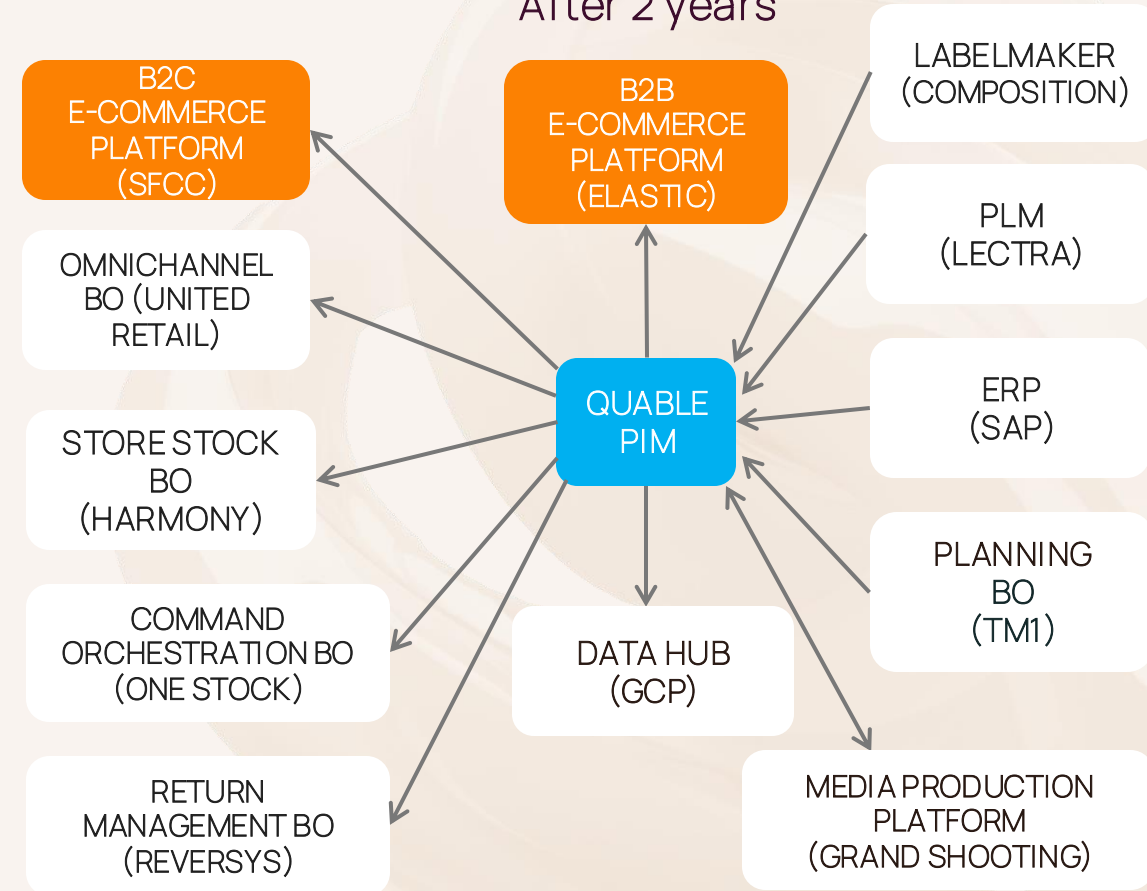 After 2 years
B2C
E-COMMERCE
PLATFORM
(SFCC)
B2B
E-COMMERCE
PLATFORM
(ELASTIC)
LABELMAKER
(COMPOSITION)
OMNICHANNEL
BO (UNITED
RETAIL)
PLM
(LECTRA)
QUABLE
PIM
ERP
(SAP)
STORE STOCK
BO
(HARMONY)
PLANNING
BO
(TM1)
COMMAND
ORCHESTRATION BO
(ONE STOCK)
DATA HUB
(GCP)
RETURN
MANAGEMENT BO
(REVERSYS)
MEDIA PRODUCTION
PLATFORM
(GRAND SHOOTING)